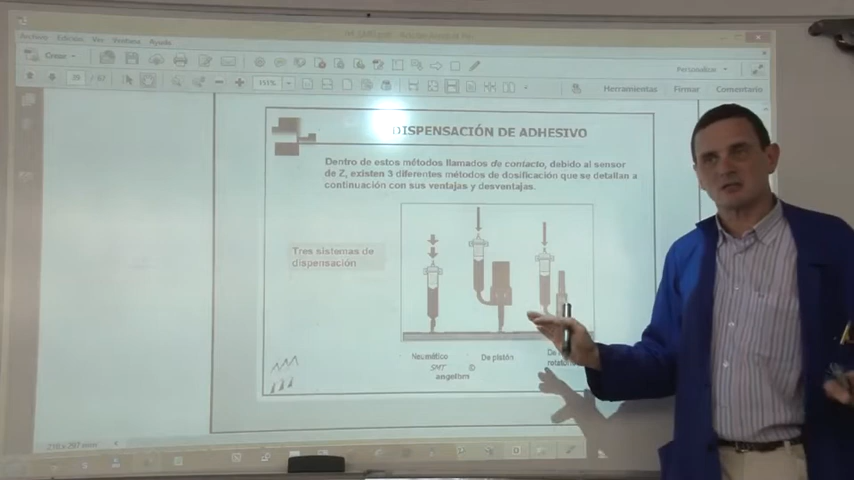 Archivo Edición Ver Ventana Ayuda
Crear
151%
Personalizar
Herramientas Firmar Comentario
DISPENSACIÓN DE ADHESIVO
Dentro de estos métodos llamados de contacto, debido al sensor
de Z, existen 3 diferentes métodos de dosificación que se detallan a
continuación con sus ventajas y desventajas.
Tres sistemas de
dispensación
Neumático De pistón De
SMT